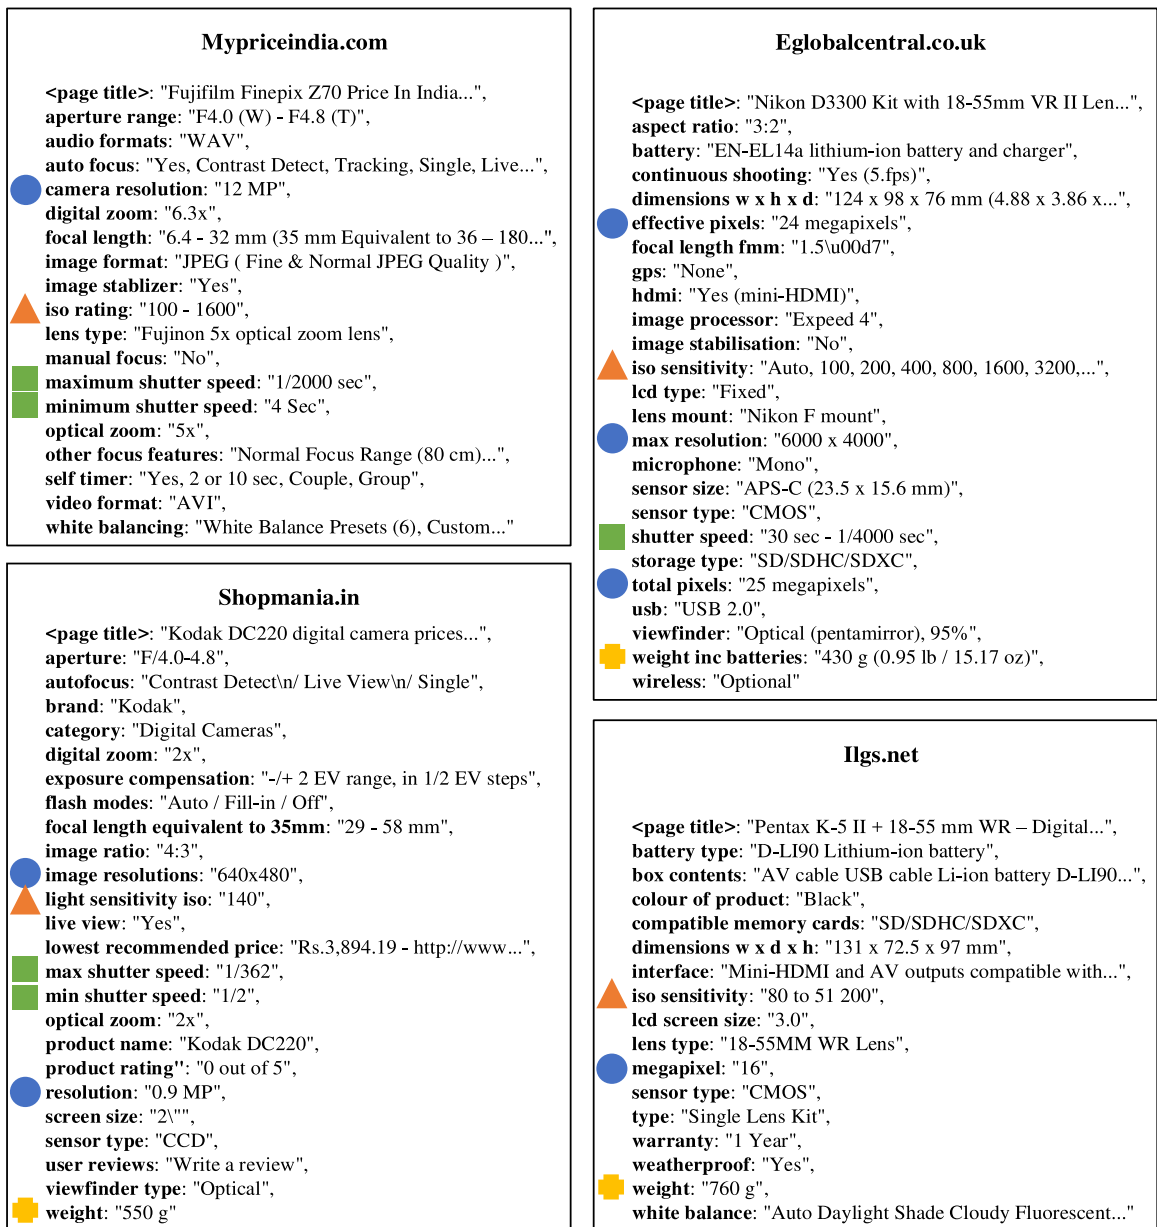 Mypriceindia.com
<page title>: "Fujifilm Finepix Z70 Price In India...",
aperture range: "F4.0 (W) - F4.8 (T)",
audio formats: "WAV",
auto focus: "Yes, Contrast Detect, Tracking, Single, Live...",
camera resolution: "12 MP",
digital zoom: "6.3x",
focal length: "6.4 - 32 mm (35 mm Equivalent to 36 – 180...",
image format: "JPEG ( Fine & Normal JPEG Quality )",
image stablizer: "Yes",
iso rating: "100 - 1600",
lens type: "Fujinon 5x optical zoom lens",
manual focus: "No",
maximum shutter speed: "1/2000 sec",
minimum shutter speed: "4 Sec",
optical zoom: "5x",
other focus features: "Normal Focus Range (80 cm)...",
self timer: "Yes, 2 or 10 sec, Couple, Group",
video format: "AVI",
white balancing: "White Balance Presets (6), Custom..."
Shopmania.in
<page title>: "Kodak DC220 digital camera prices...",
aperture: "F/4.0-4.8",
autofocus: "Contrast Detect\n/ Live View\n/ Single",
brand: "Kodak",
category: "Digital Cameras",
digital zoom: "2x",
exposure compensation: "-/+ 2 EV range, in 1/2 EV steps",
flash modes: "Auto / Fill-in / Off",
focal length equivalent to 35mm: "29 - 58 mm",
image ratio: "4:3",
image resolutions: "640x480",
light sensitivity iso: "140",
live view: "Yes",
lowest recommended price: "Rs.3,894.19 - http://www...",
max shutter speed: "1/362",
min shutter speed: "1/2",
optical zoom: "2x",
product name: "Kodak DC220",
product rating": "0 out of 5",
resolution: "0.9 MP",
screen size: "2\"",
sensor type: "CCD",
user reviews: "Write a review",
viewfinder type: "Optical",
weight: "550 g"
Eglobalcentral.co.uk
<page title>: "Nikon D3300 Kit with 18-55mm VR II Len...",
aspect ratio: "3:2",
battery: "EN-EL14a lithium-ion battery and charger",
continuous shooting: "Yes (5.fps)",
dimensions w x h x d: "124 x 98 x 76 mm (4.88 x 3.86 x...",
effective pixels: "24 megapixels",
focal length fmm: "1.5\u00d7",
gps: "None",
hdmi: "Yes (mini-HDMI)",
image processor: "Expeed 4",
image stabilisation: "No",
iso sensitivity: "Auto, 100, 200, 400, 800, 1600, 3200,...",
lcd type: "Fixed",
lens mount: "Nikon F mount",
max resolution: "6000 x 4000",
microphone: "Mono",
sensor size: "APS-C (23.5 x 15.6 mm)",
sensor type: "CMOS",
shutter speed: "30 sec - 1/4000 sec",
storage type: "SD/SDHC/SDXC",
total pixels: "25 megapixels",
usb: "USB 2.0",
viewfinder: "Optical (pentamirror), 95%",
weight inc batteries: "430 g (0.95 lb / 15.17 oz)",
wireless: "Optional"
Ilgs.net
<page title>: "Pentax K-5 II + 18-55 mm WR – Digital...",
battery type: "D-LI90 Lithium-ion battery",
box contents: "AV cable USB cable Li-ion battery D-LI90...",
colour of product: "Black",
compatible memory cards: "SD/SDHC/SDXC",
dimensions w x d x h: "131 x 72.5 x 97 mm",
interface: "Mini-HDMI and AV outputs compatible with...",
iso sensitivity: "80 to 51 200",
lcd screen size: "3.0",
lens type: "18-55MM WR Lens",
megapixel: "16",
sensor type: "CMOS",
type: "Single Lens Kit",
warranty: "1 Year",
weatherproof: "Yes",
weight: "760 g",
white balance: "Auto Daylight Shade Cloudy Fluorescent..."